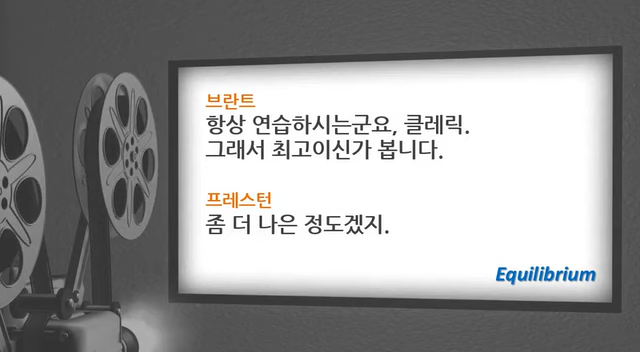 브란트
항상 연습하시는군요, 클레릭.
그래서 최고이신가 봅니다.
프레스턴
좀 더 나은 정도겠지.
Equilibrium